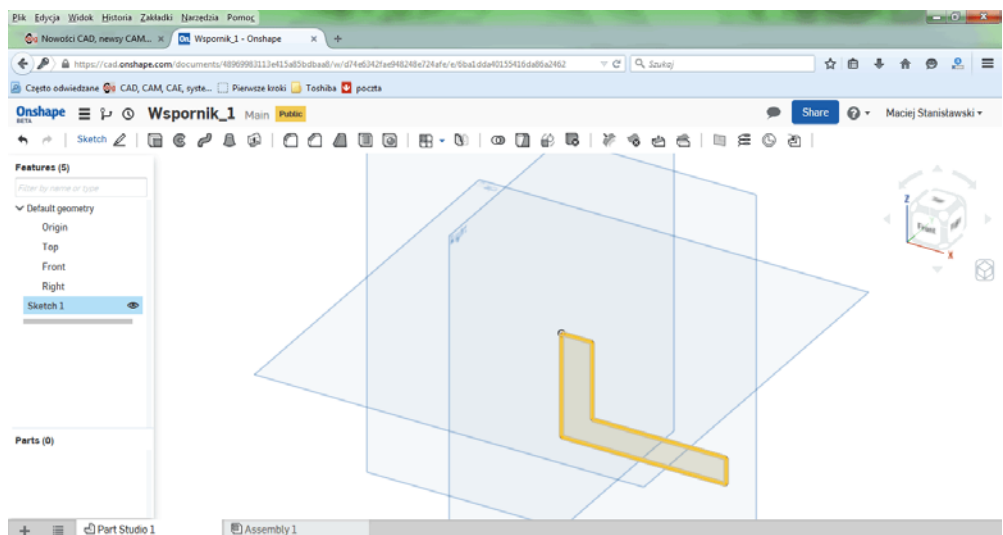 Plik Edycja Widok Historia Zakładki Narzędzia Pomoc
Nowości CAD, newsy CAM... × On Wspornik_1 - Onshape × +
https://cad.onshape.com/documents/48969983113e415a85bdbaa8/w/d74e6342fae948248e724afe/e/6ba1dda40155416da86a2462 Szukaj
Często odwiedzane CAD, CAM, CAE, syste... Pierwsze kroki Toshiba poczta
Onshape Wspornik_1 Main Public Share Maciej Stanisławski
BETA
Sketch
Features (5)
Filter by name or type
Default geometry
Origin
Top
Front
Right
Sketch 1
Z
Front
X
Parts (0)
+ Part Studio 1 Assembly 1